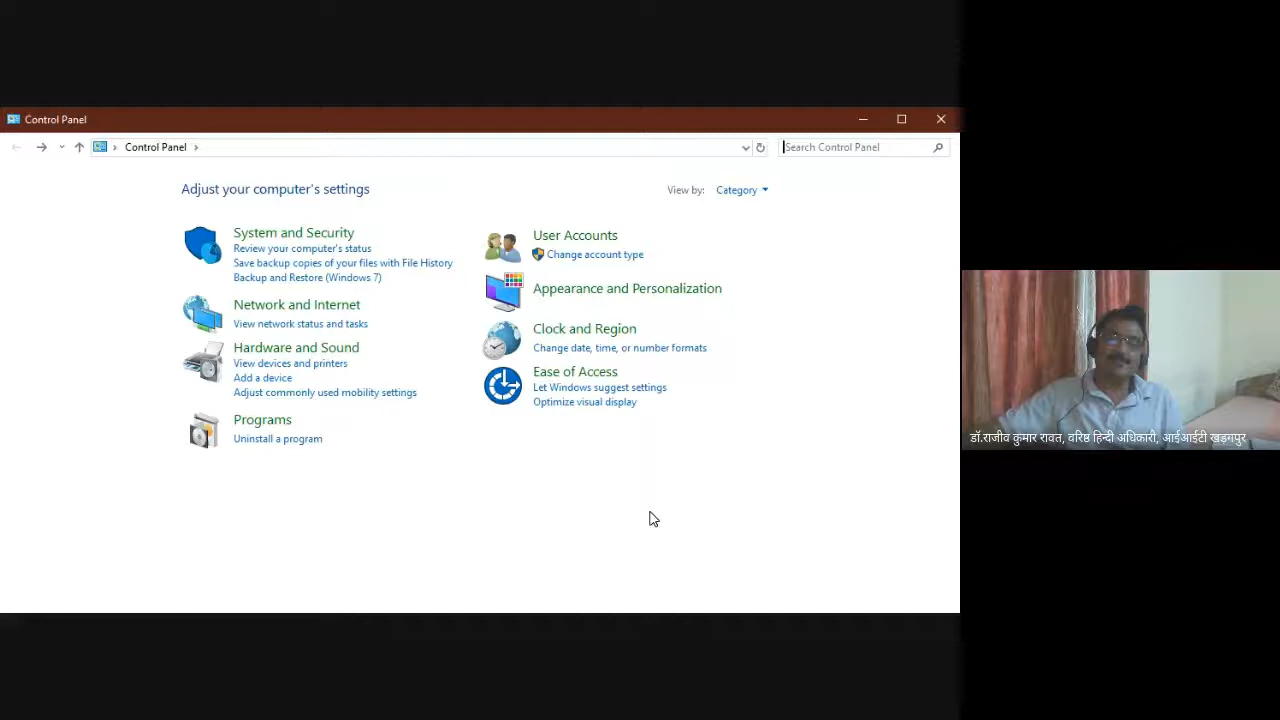 Control Panel
Control Panel
Search Control Panel
Adjust your computer's settings
View by: Category
System and Security
Review your computer's status
Save backup copies of your files with File History
Backup and Restore (Windows 7)
Network and Internet
View network status and tasks
Hardware and Sound
View devices and printers
Add a device
Adjust commonly used mobility settings
Programs
Uninstall a program
User Accounts
Change account type
Appearance and Personalization
Clock and Region
Change date, time, or number formats
Ease of Access
Let Windows suggest settings
Optimize visual display
डॉ.राजीव कुमार रावत, वरिष्ठ हिन्दी अधिकारी, आईआईटी खड़गपुर